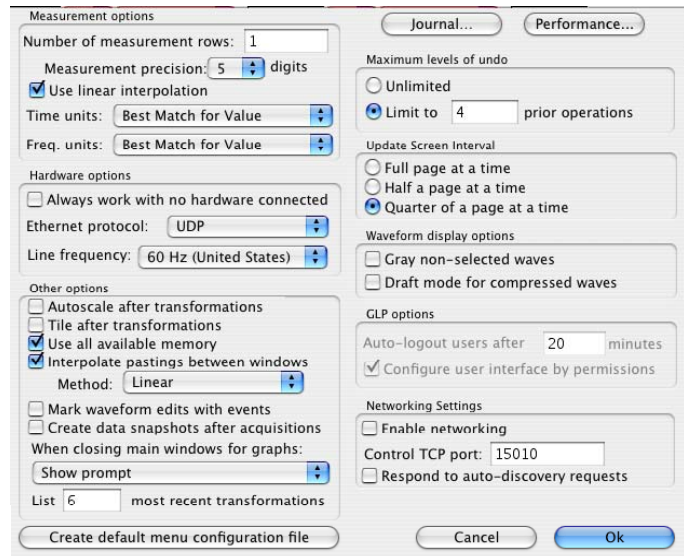 Measurement options
Number of measurement rows: 1
Measurement precision: 5 digits
Use linear interpolation
Time units: Best Match for Value
Freq. units: Best Match for Value
Hardware options
Always work with no hardware connected
Ethernet protocol: UDP
Line frequency: 60 Hz (United States)
Other options
Autoscale after transformations
Tile after transformations
Use all available memory
Interpolate pastings between windows
Method: Linear
Mark waveform edits with events
Create data snapshots after acquisitions
When closing main windows for graphs:
Show prompt
List 6 most recent transformations
Create default menu configuration file
Journal... Performance...
Maximum levels of undo
Unlimited
Limit to 4 prior operations
Update Screen Interval
Full page at a time
Half a page at a time
Quarter of a page at a time
Waveform display options
Gray non-selected waves
Draft mode for compressed waves
GLP options
Auto-logout users after 20 minutes
Configure user interface by permissions
Networking Settings
Enable networking
Control TCP port: 15010
Respond to auto-discovery requests
Cancel Ok